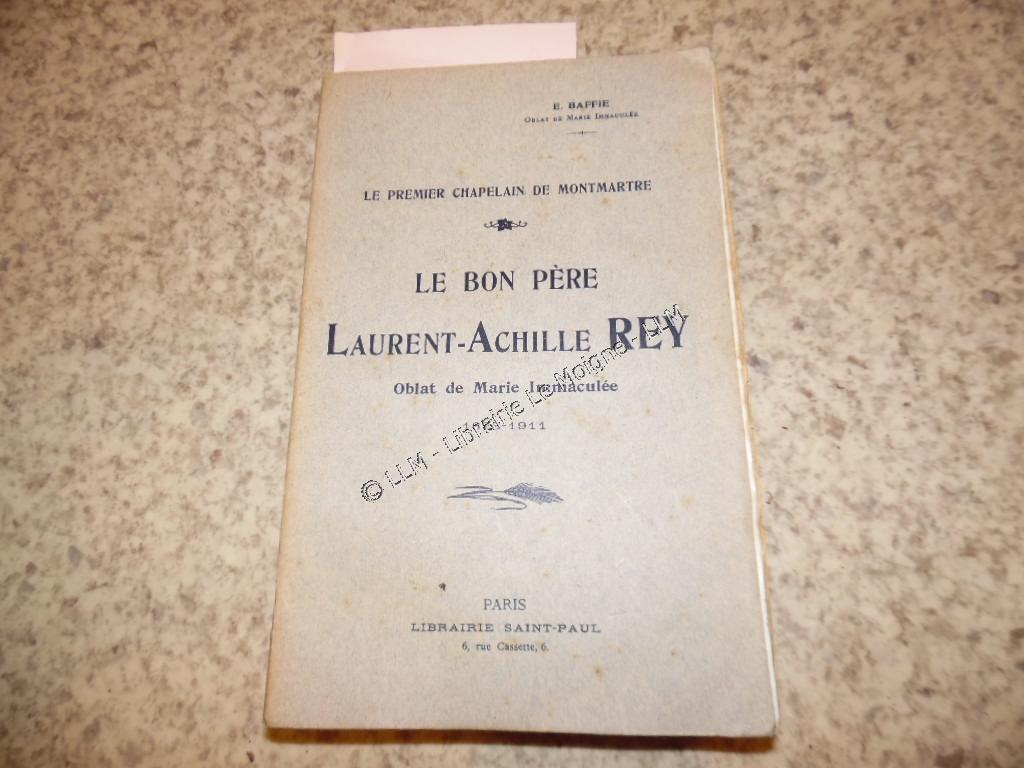 E. BAFFIE
OBLAT DE MARIE IMMACULÉE
LE PREMIER CHAPELAIN DE MONTMARTRE
LE BON PÈRE
LAURENT-ACHILLE REY
Oblat de Marie Immaculée
-1911
© LLM - Librairie Le Moigne - LLM
PARIS
LIBRAIRIE SAINT-PAUL
6, rue Cassette, 6.